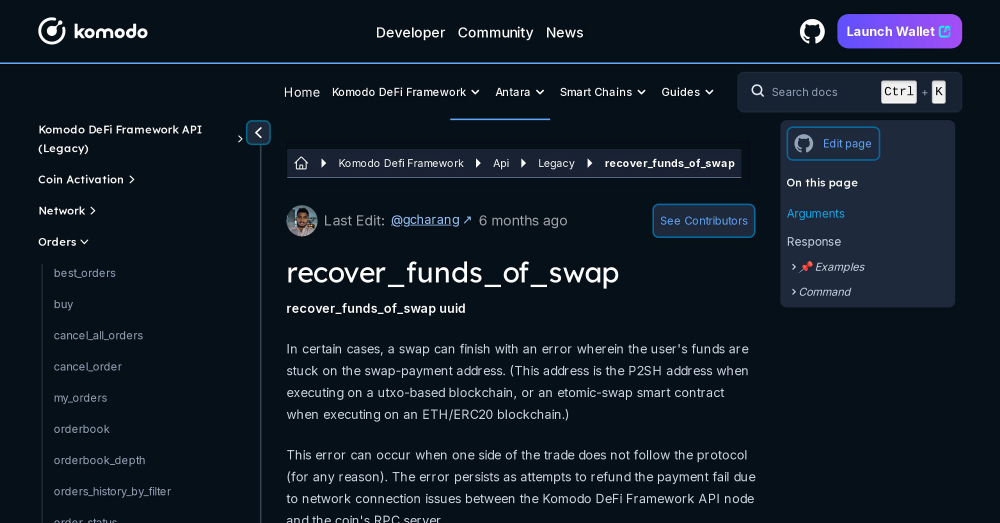 komodo
Developer Community News
Launch Wallet
Home Komodo DeFi Framework Antara Smart Chains Guides
Search docs Ctrl + K
Komodo DeFi Framework API
(Legacy)
Coin Activation
Network
Orders
best_orders
buy
cancel_all_orders
cancel_order
my_orders
orderbook
orderbook_depth
orders_history_by_filter
order_status
Komodo Defi Framework Api Legacy recover_funds_of_swap
Last Edit: @gcharang ↗ 6 months ago
See Contributors
recover_funds_of_swap
recover_funds_of_swap uuid
In certain cases, a swap can finish with an error wherein the user's funds are
stuck on the swap-payment address. (This address is the P2SH address when
executing on a utxo-based blockchain, or an etomic-swap smart contract
when executing on an ETH/ERC20 blockchain.)
This error can occur when one side of the trade does not follow the protocol
(for any reason). The error persists as attempts to refund the payment fail due
to network connection issues between the Komodo DeFi Framework API node
and the coin's RPC server.
Edit page
On this page
Arguments
Response
📌 Examples
Command